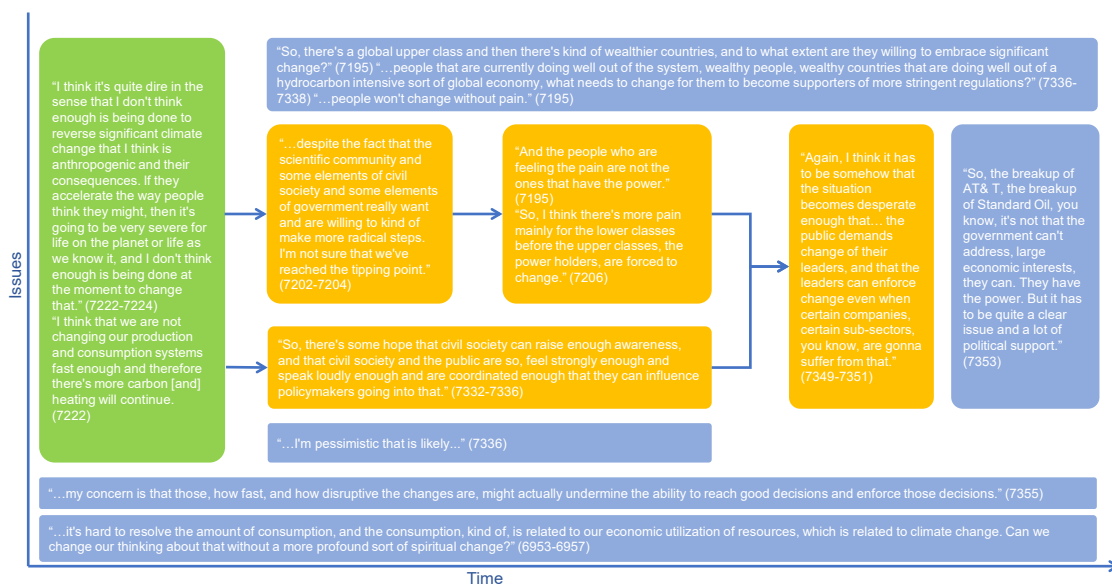 Issues
“I think it's quite dire in the
sense that I don't think
enough is being done to
reverse significant climate
change that I think is
anthropogenic and their
consequences. If they
accelerate the way people
think they might, then it's
going to be very severe for
life on the planet or life as
we know it, and I don't think
enough is being done at
the moment to change
that.” (7222-7224)
“I think that we are not
changing our production
and consumption systems
fast enough and therefore
there's more carbon [and]
heating will continue.
(7222)
“So, there's a global upper class and then there's kind of wealthier countries, and to what extent are they willing to embrace significant
change?” (7195) “…people that are currently doing well out of the system, wealthy people, wealthy countries that are doing well out of a
hydrocarbon intensive sort of global economy, what needs to change for them to become supporters of more stringent regulations?” (7336-
7338) “…people won't change without pain.” (7195)
“…despite the fact that the
scientific community and
some elements of civil
society and some elements
of government really want
and are willing to kind of
make more radical steps.
I'm not sure that we've
reached the tipping point.”
(7202-7204)
“And the people who are
feeling the pain are not the
ones that have the power.”
(7195)
“So, I think there's more pain
mainly for the lower classes
before the upper classes, the
power holders, are forced to
change.” (7206)
“So, there's some hope that civil society can raise enough awareness,
and that civil society and the public are so, feel strongly enough and
speak loudly enough and are coordinated enough that they can influence
policymakers going into that.” (7332-7336)
“…I'm pessimistic that is likely...” (7336)
“Again, I think it has
to be somehow that
the situation
becomes desperate
enough that… the
public demands
change of their
leaders, and that the
leaders can enforce
change even when
certain companies,
certain sub-sectors,
you know, are gonna
suffer from that.”
(7349-7351)
“So, the breakup of
AT& T, the breakup
of Standard Oil, you
know, it's not that the
government can't
address, large
economic interests,
they can. They have
the power. But it has
to be quite a clear
issue and a lot of
political support.”
(7353)
“…my concern is that those, how fast, and how disruptive the changes are, might actually undermine the ability to reach good decisions and enforce those decisions.” (7355)
“…it's hard to resolve the amount of consumption, and the consumption, kind of, is related to our economic utilization of resources, which is related to climate change. Can we
change our thinking about that without a more profound sort of spiritual change?” (6953-6957)
Time